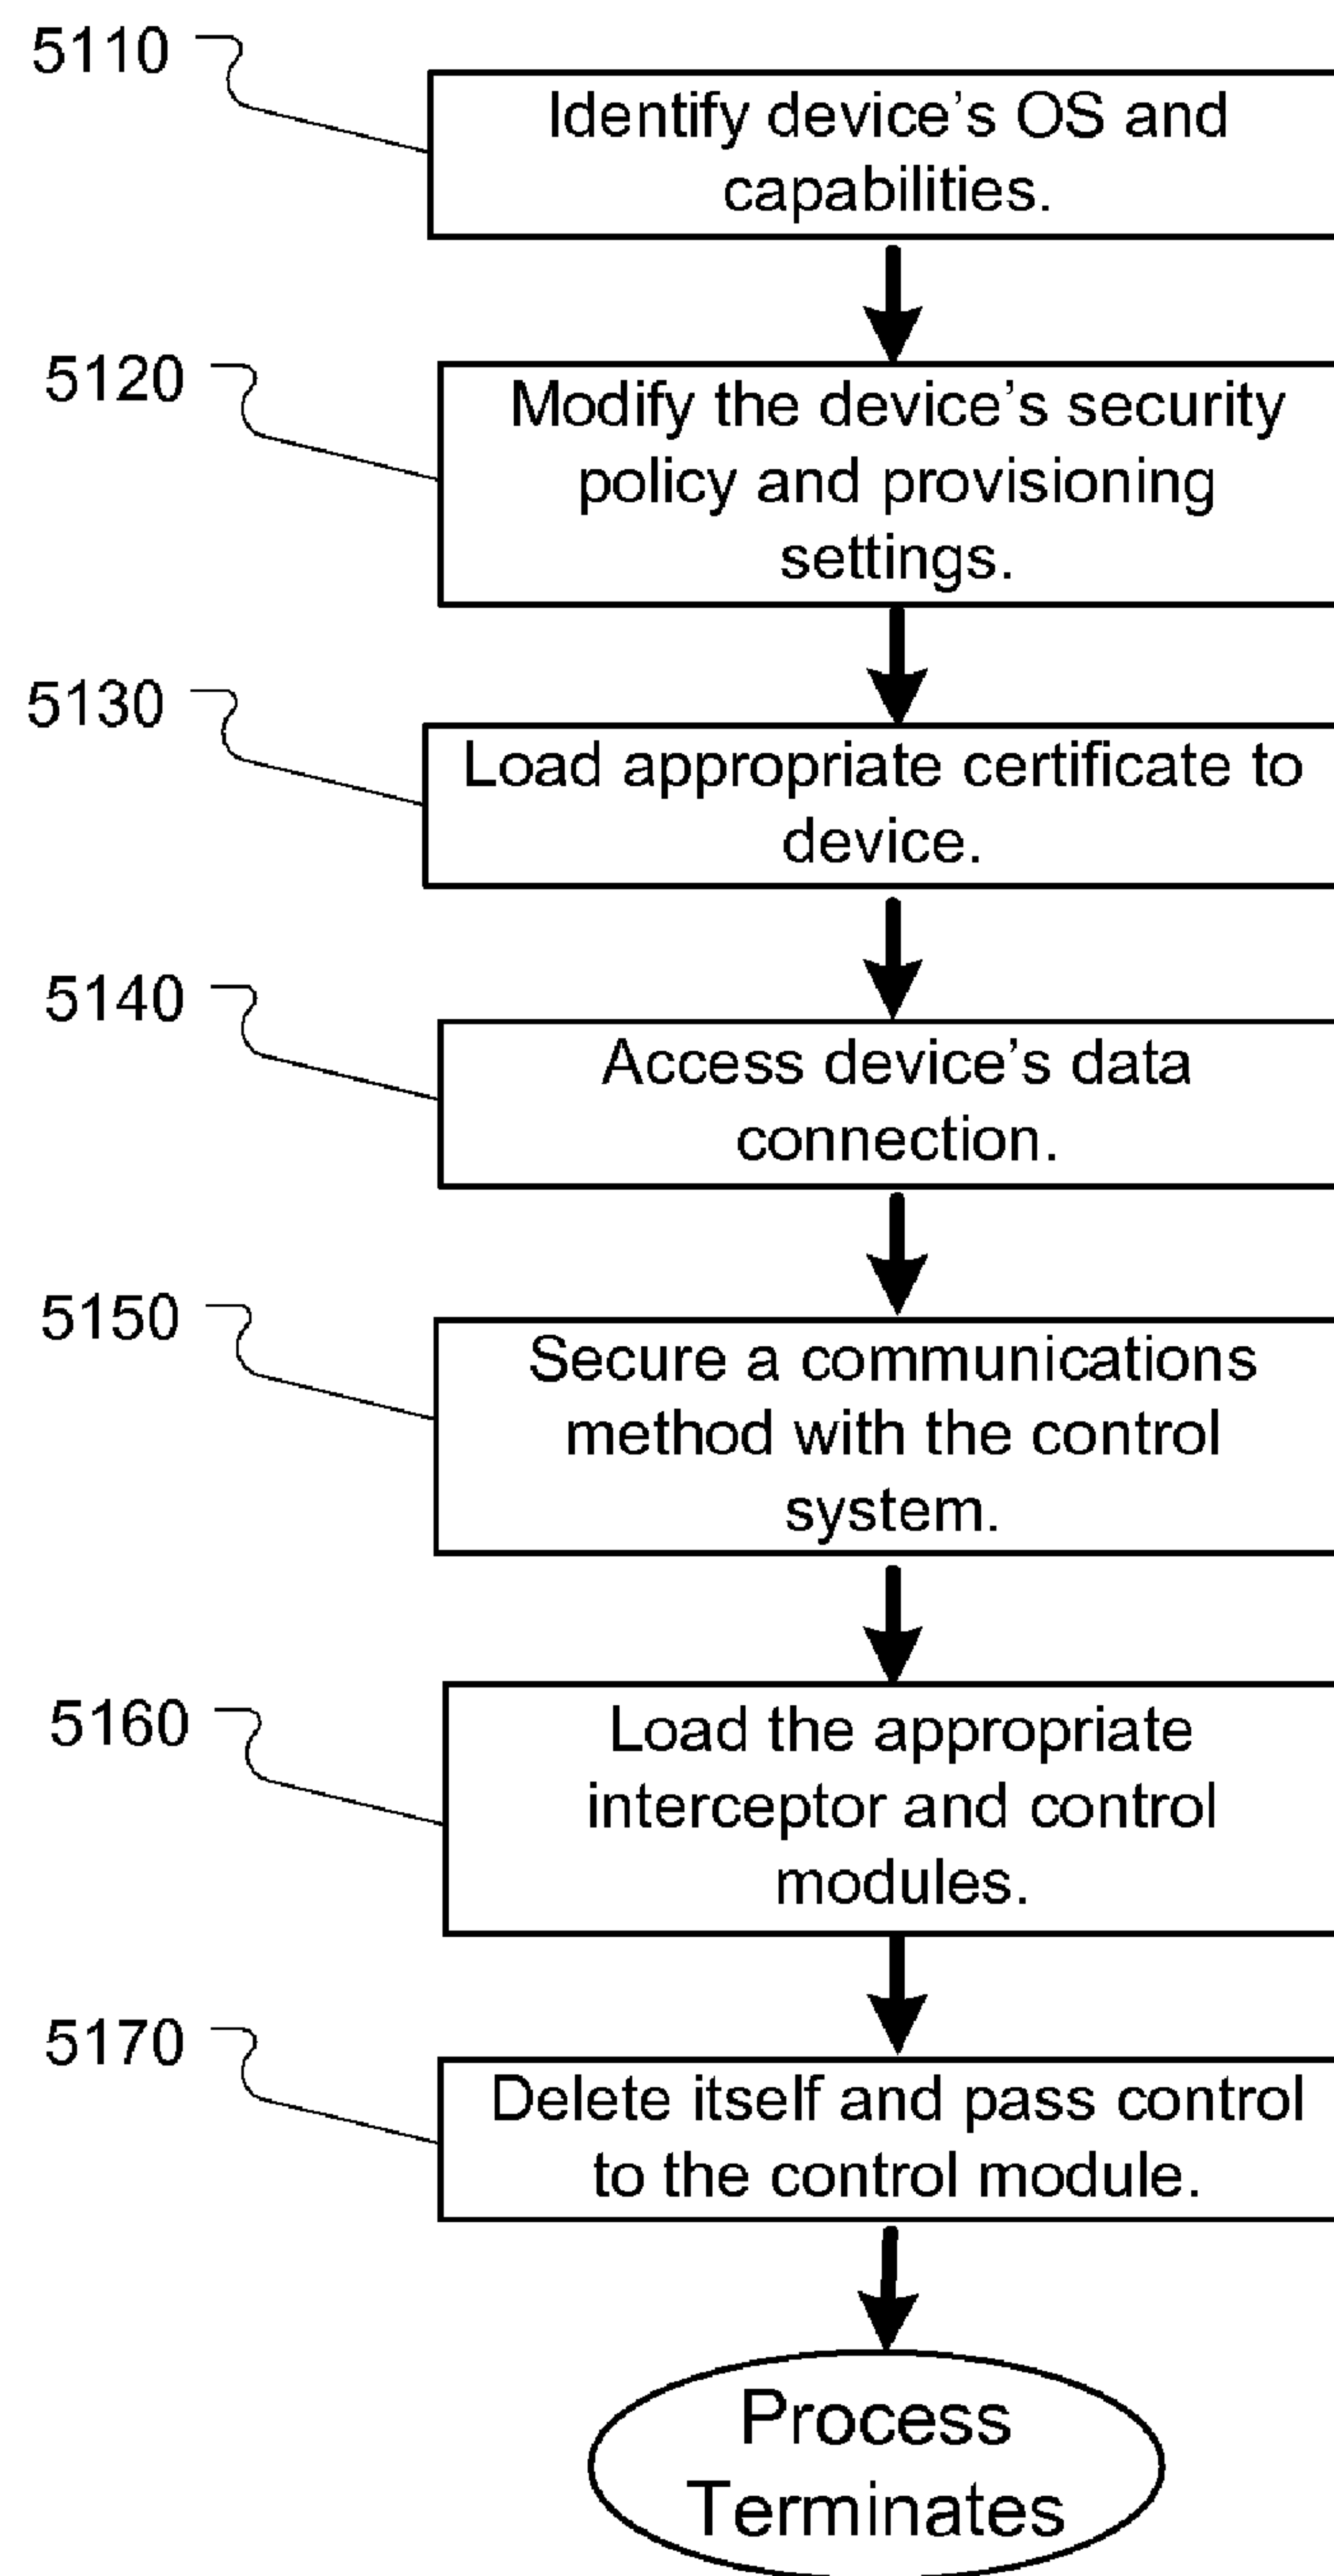 5110
Identify device's OS and
capabilities.
5120
Modify the device's security
policy and provisioning
settings.
5130
Load appropriate certificate to
device.
5140
Access device's data
connection.
5150
Secure a communications
method with the control
system.
5160
Load the appropriate
interceptor and control
modules.
5170
Delete itself and pass control
to the control module.
Process
Terminates